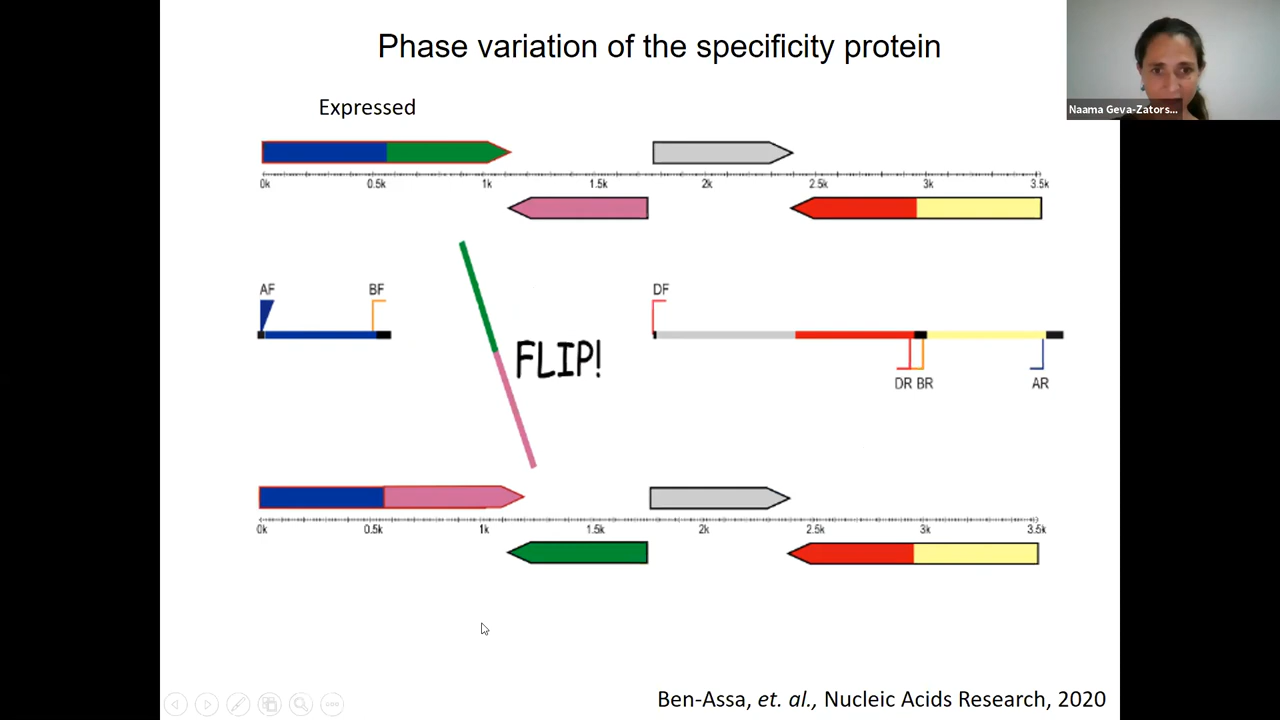 Phase variation of the specificity protein
Naama Geva-Zators...
Expressed
0k 0.5k 1k 1.5k 2k 2.5k 3k 3.5k
AF BF DF
FLIP!
DR BR AR
0k 0.5k 1k 1.5k 2k 2.5k 3k 3.5k
Ben-Assa, et. al., Nucleic Acids Research, 2020